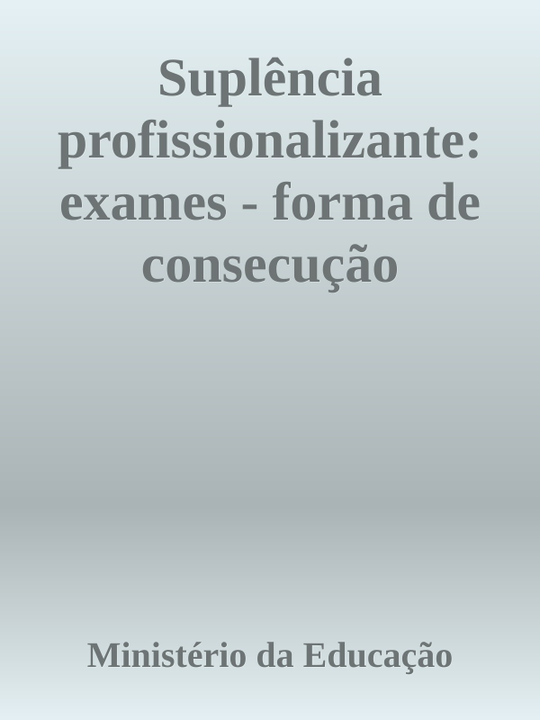 Suplência
profissionalizante:
exames - forma de
consecução
Ministério da Educação